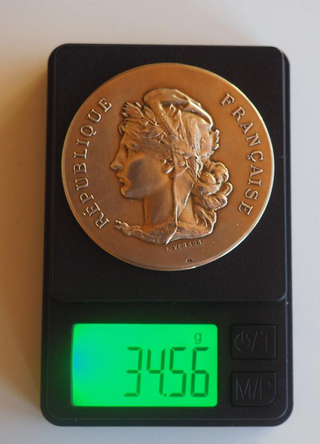 RÉPUBLIQUE FRANÇAISE
g
34.56
M/P